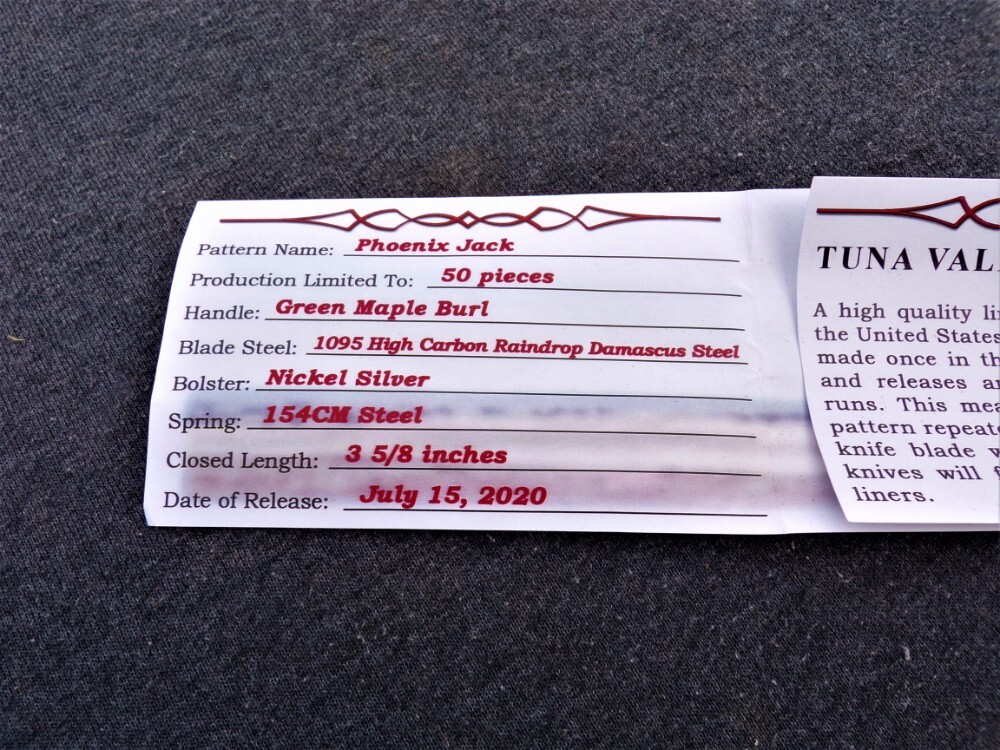 Pattern Name: Phoenix Jack
Production Limited To: 50 pieces
Handle: Green Maple Burl
Blade Steel: 1095 High Carbon Raindrop Damascus Steel
Bolster: Nickel Silver
Spring: 154CM Steel
Closed Length: 3 5/8 inches
Date of Release: July 15, 2020
TUNA VAL
A high quality li
the United States
made once in th
and releases a
runs. This mea
pattern repeat
knife blade w
knives will f
liners.